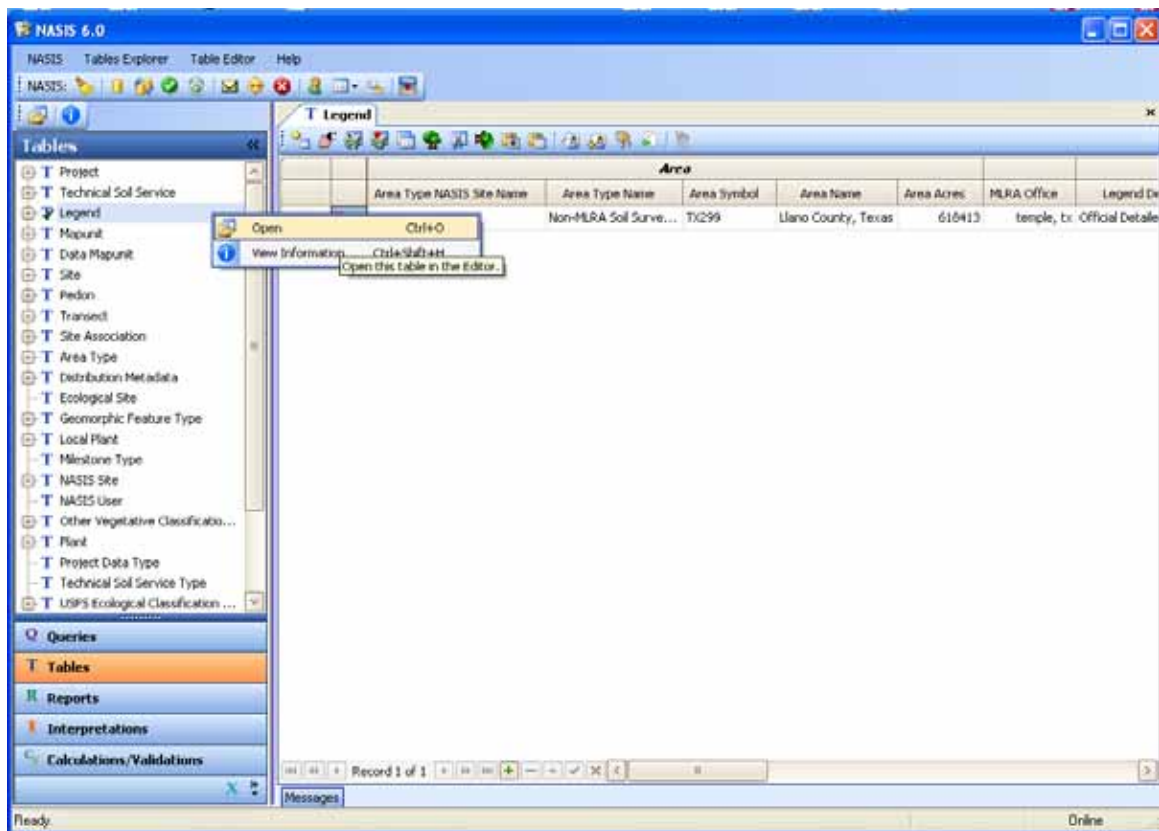 NASIS 6.0
NASIS Tables Explorer Table Editor Help
NASIS:
T Legend
Tables
T Project
T Technical Soil Service
Legend
T Mapunit
T Data Mapunit
T Site
T Pedon
T Transect
T Site Association
T Area Type
T Distribution Metadata
T Ecological Site
T Geomorphic Feature Type
T Local Plant
T Milestone Type
T NASIS Site
T NASIS User
T Other Vegetative Classificatio...
T Plant
T Project Data Type
T Technical Soil Service Type
T USFS Ecological Classification ...
Open Ctrl+O
View Information... Ctrl+Shift+H
Open this table in the Editor.
Area
Area Type NASIS Site Name Area Type Name Area Symbol Area Name Area Acres MLRA Office Legend De
Non-MLRA Soil Surve... TX299 Llano County, Texas 618413 temple, tx Official Detaile
Q Queries
T Tables
R Reports
I Interpretations
Calculations/Validations
Record 1 of 1
Messages
Ready. Online